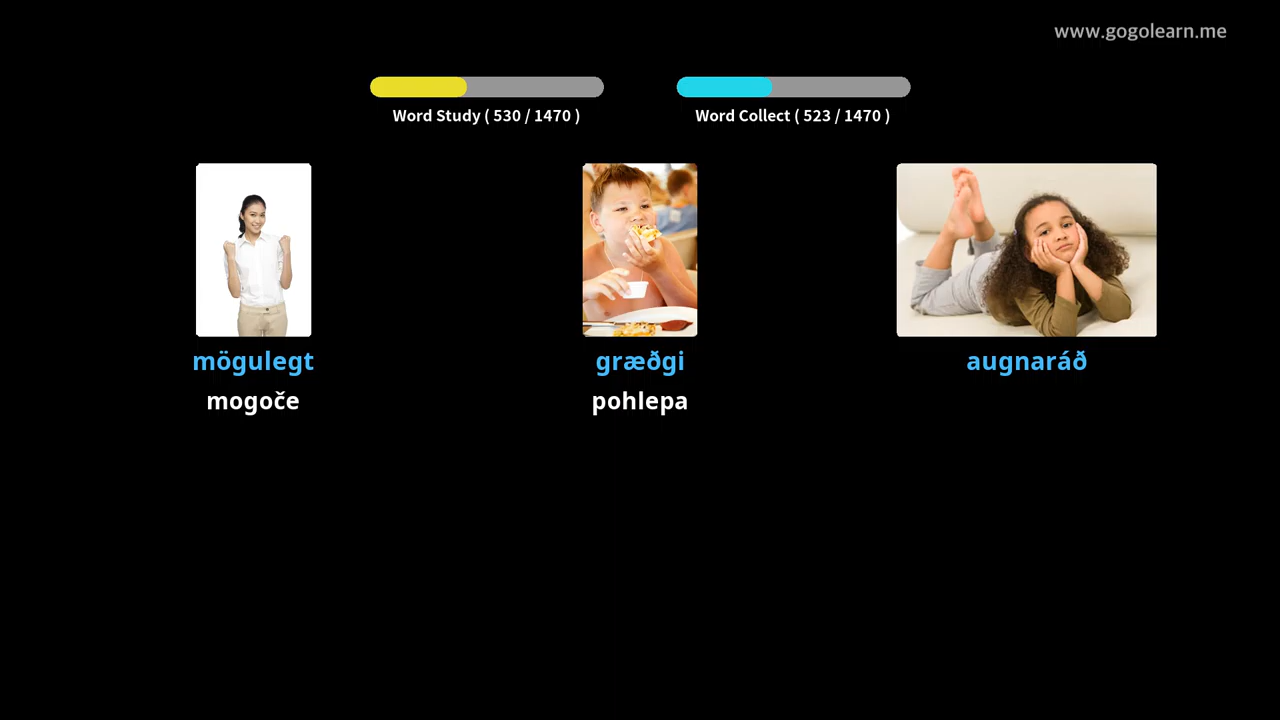 www.gogolearn.me
Word Study ( 530 / 1470 )
Word Collect ( 523 / 1470 )
mögulegt
græðgi
augnaráð
mogoče
pohlepa